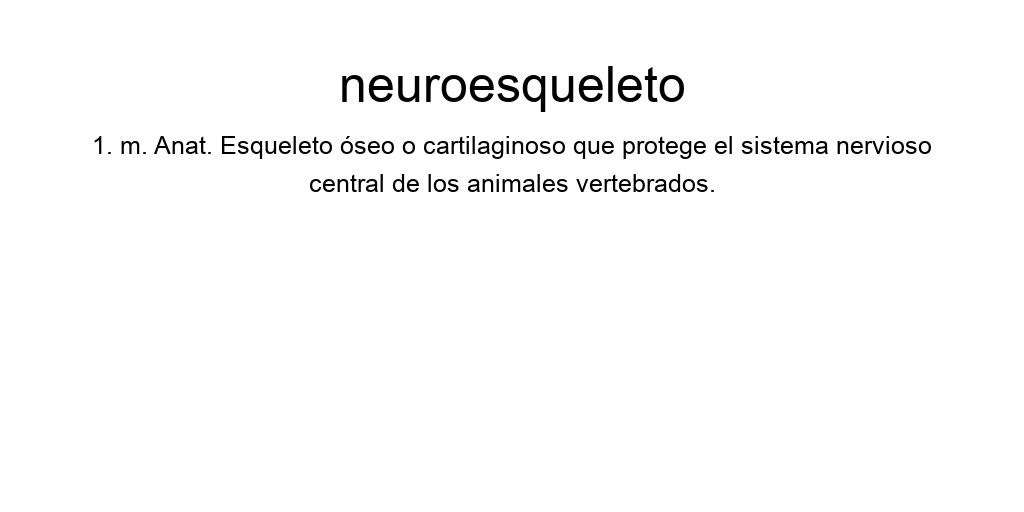 neuroesqueleto
1. m. Anat. Esqueleto óseo o cartilaginoso que protege el sistema nervioso
central de los animales vertebrados.